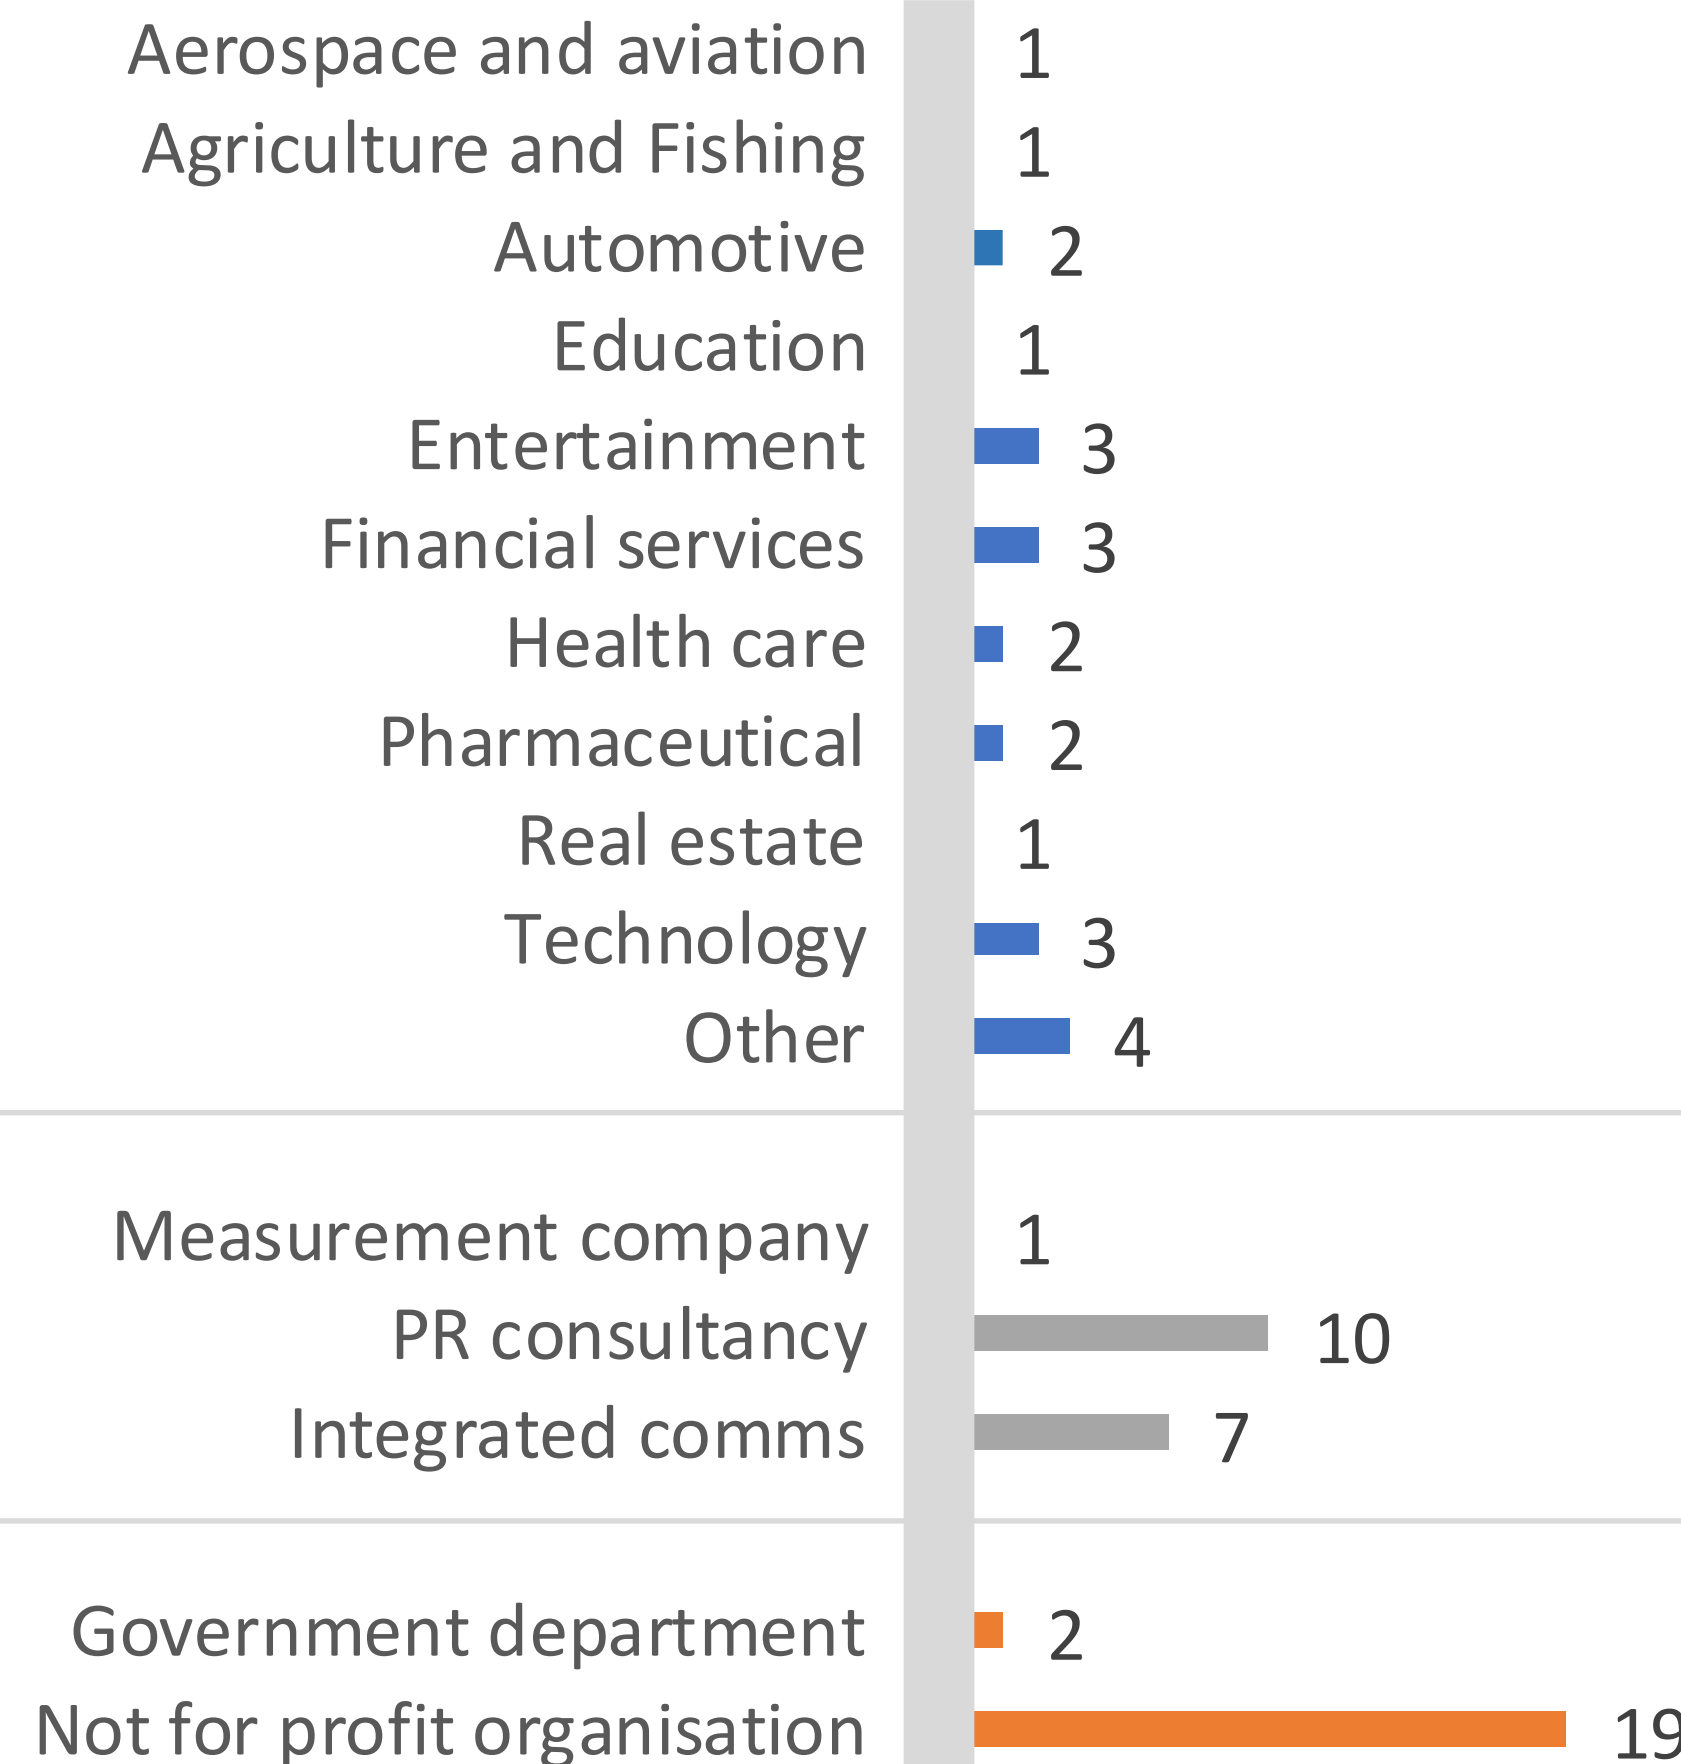 Aerospace and aviation 1
Agriculture and Fishing 1
Automotive 2
Education 1
Entertainment 3
Financial services 3
Health care 2
Pharmaceutical 2
Real estate 1
Technology 3
Other 4
Measurement company 1
PR consultancy 10
Integrated comms 7
Government department 2
Not for profit organisation 19